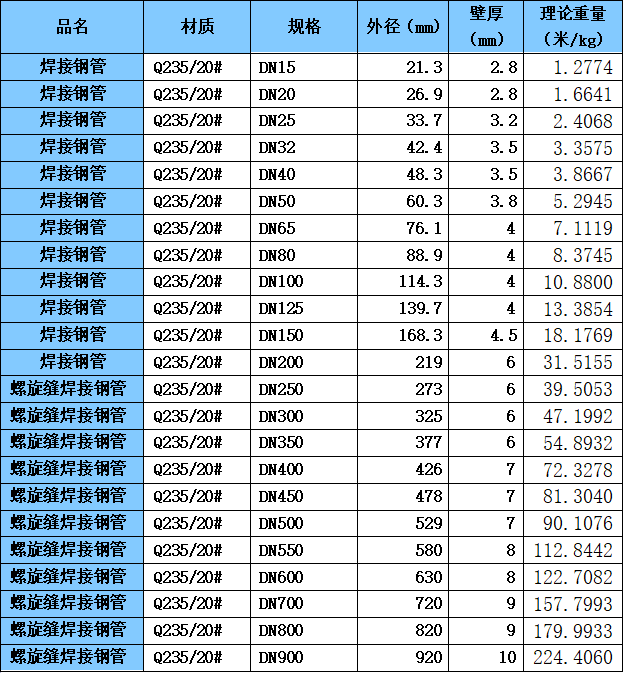 品名 材质 规格 外径（mm） 壁厚（mm） 理论重量（米/kg）
焊接钢管 Q235/20# DN15 21.3 2.8 1.2774
焊接钢管 Q235/20# DN20 26.9 2.8 1.6641
焊接钢管 Q235/20# DN25 33.7 3.2 2.4068
焊接钢管 Q235/20# DN32 42.4 3.5 3.3575
焊接钢管 Q235/20# DN40 48.3 3.5 3.8667
焊接钢管 Q235/20# DN50 60.3 3.8 5.2945
焊接钢管 Q235/20# DN65 76.1 4 7.1119
焊接钢管 Q235/20# DN80 88.9 4 8.3745
焊接钢管 Q235/20# DN100 114.3 4 10.8800
焊接钢管 Q235/20# DN125 139.7 4 13.3854
焊接钢管 Q235/20# DN150 168.3 4.5 18.1769
焊接钢管 Q235/20# DN200 219 6 31.5155
螺旋缝焊接钢管 Q235/20# DN250 273 6 39.5053
螺旋缝焊接钢管 Q235/20# DN300 325 6 47.1992
螺旋缝焊接钢管 Q235/20# DN350 377 6 54.8932
螺旋缝焊接钢管 Q235/20# DN400 426 7 72.3278
螺旋缝焊接钢管 Q235/20# DN450 478 7 81.3040
螺旋缝焊接钢管 Q235/20# DN500 529 7 90.1076
螺旋缝焊接钢管 Q235/20# DN550 580 8 112.8442
螺旋缝焊接钢管 Q235/20# DN600 630 8 122.7082
螺旋缝焊接钢管 Q235/20# DN700 720 9 157.7993
螺旋缝焊接钢管 Q235/20# DN800 820 9 179.9933
螺旋缝焊接钢管 Q235/20# DN900 920 10 224.4060